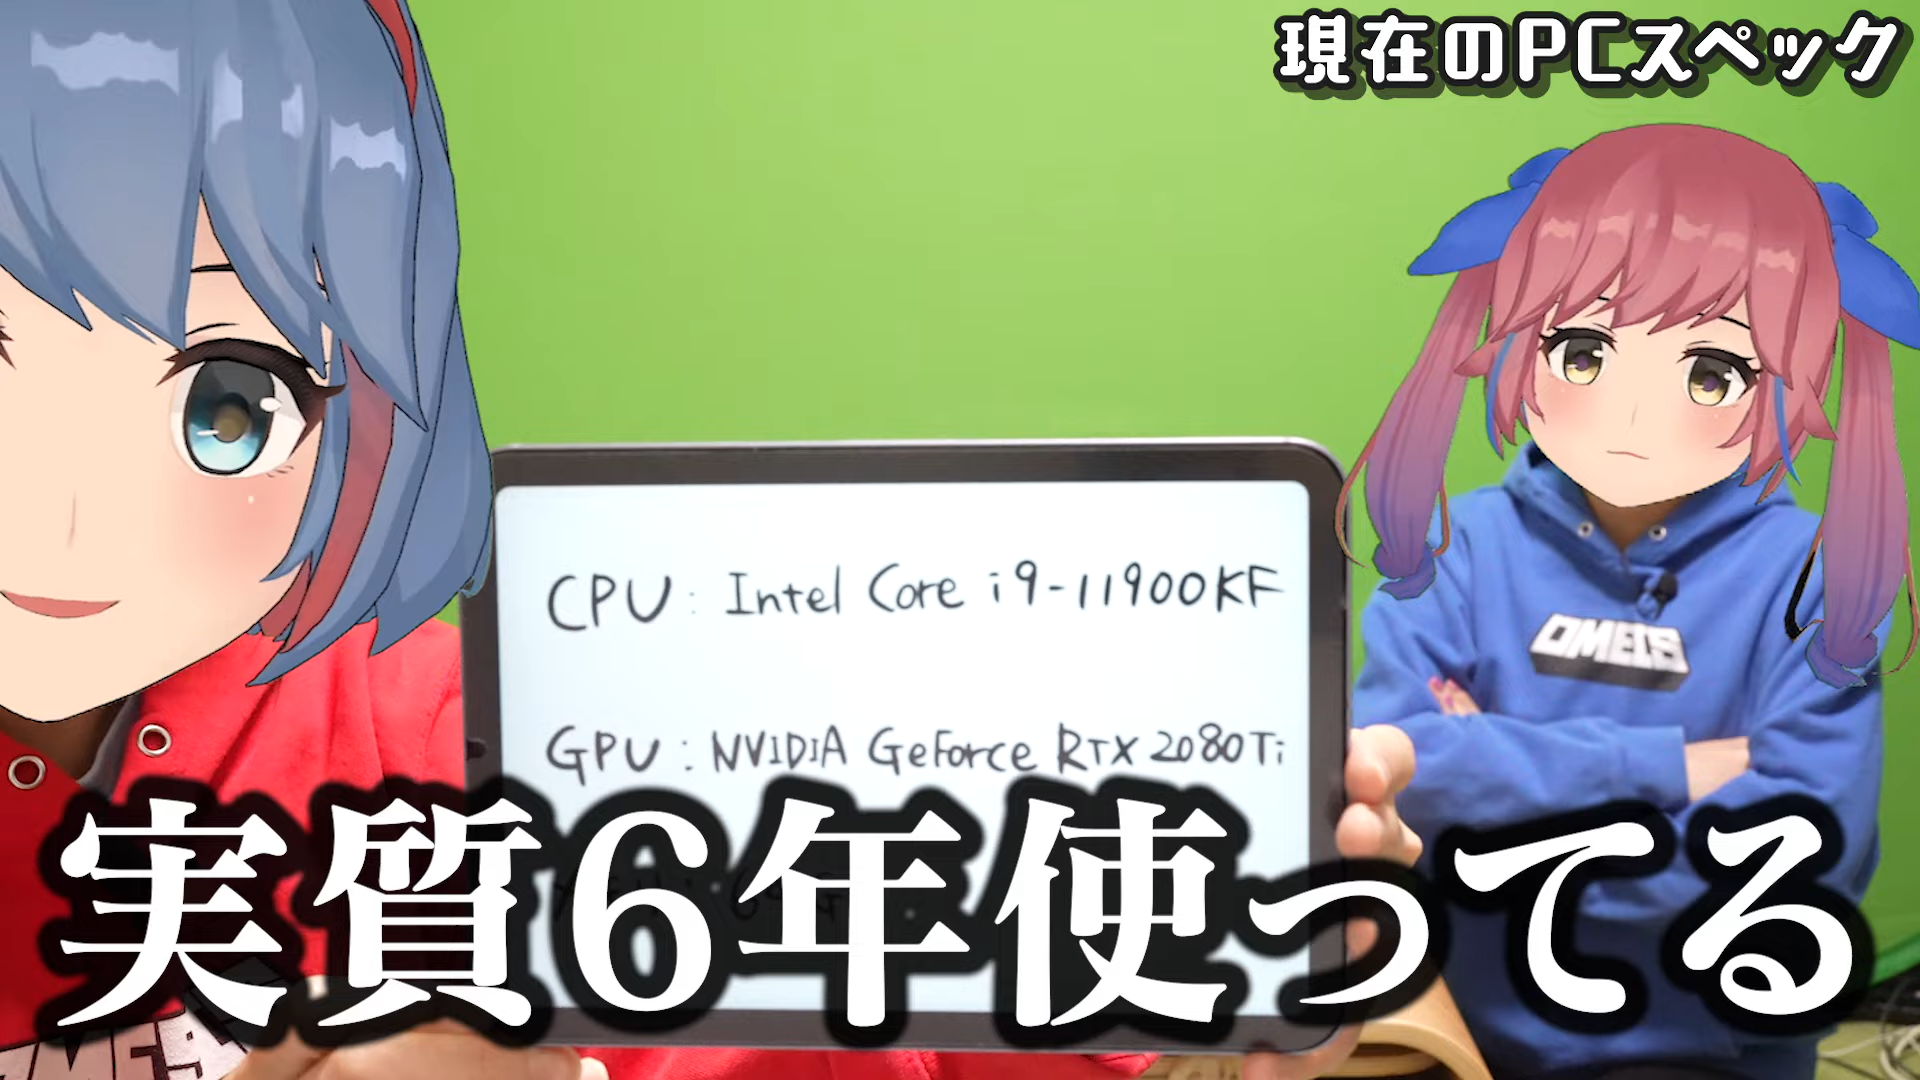 現在のPCスペック
CPU: Intel Core i9-11900KF
GPU: NVIDIA GeForce RTX 2080Ti
OMEIS
実質6年使ってる